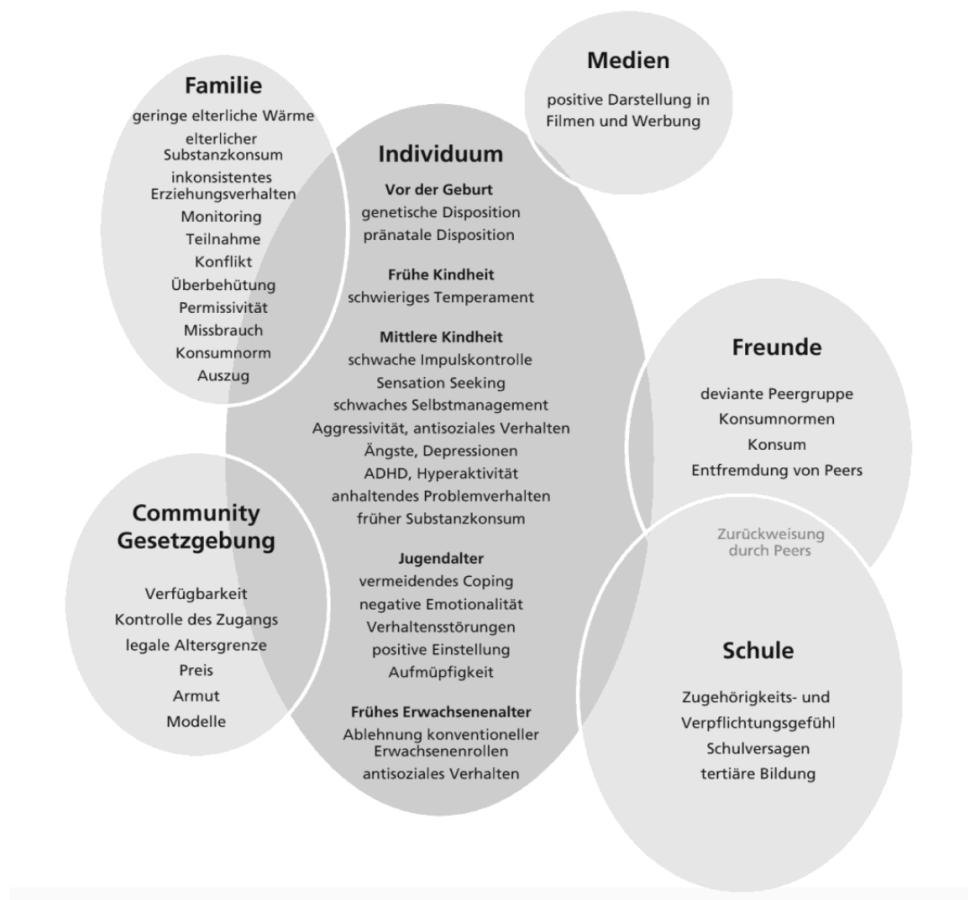 Familie
geringe elterliche Wärme
elterlicher
Substanzkonsum
inkonsistentes
Erziehungsverhalten
Monitoring
Teilnahme
Konflikt
Überbehütung
Permissivität
Missbrauch
Konsumnorm
Auszug
Medien
positive Darstellung in
Filmen und Werbung
Individuum
Vor der Geburt
genetische Disposition
pränatale Disposition
Frühe Kindheit
schwieriges Temperament
Mittlere Kindheit
schwache Impulskontrolle
Sensation Seeking
schwaches Selbstmanagement
Aggressivität, antisoziales Verhalten
Ängste, Depressionen
ADHD, Hyperaktivität
anhaltendes Problemverhalten
früher Substanzkonsum
Jugendalter
vermeidendes Coping
negative Emotionalität
Verhaltensstörungen
positive Einstellung
Aufmüpfigkeit
Frühes Erwachsenenalter
Ablehnung konventioneller
Erwachsenenrollen
antisoziales Verhalten
Freunde
deviante Peergruppe
Konsumnormen
Konsum
Entfremdung von Peers
Zurückweisung
durch Peers
Schule
Zugehörigkeits- und
Verpflichtungsgefühl
Schulversagen
tertiäre Bildung
Community
Gesetzgebung
Verfügbarkeit
Kontrolle des Zugangs
legale Altersgrenze
Preis
Armut
Modelle